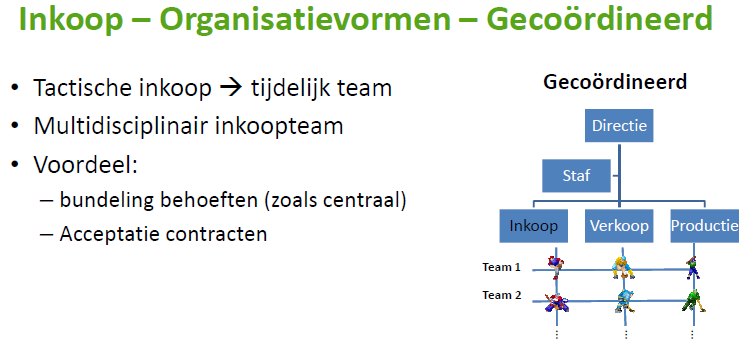 Inkoop – Organisatievormen – Gecoördineerd
• Tactische inkoop → tijdelijk team
• Multidisciplinair inkoopteam
• Voordeel:
– bundeling behoeften (zoals centraal)
– Acceptatie contracten
Gecoördineerd
Directie
Staf
Inkoop Verkoop Productie
Team 1
Team 2